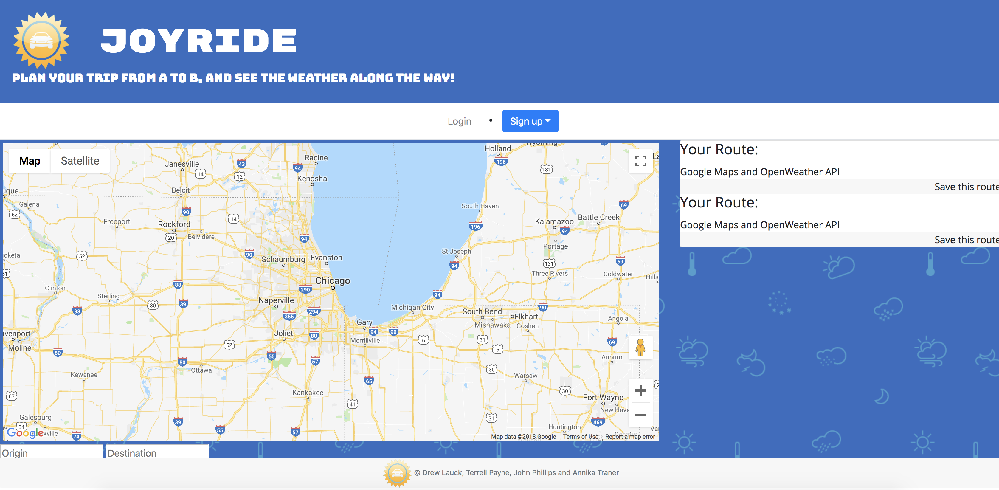 JOYRIDE
PLAN YOUR TRIP FROM A TO B, AND SEE THE WEATHER ALONG THE WAY!
Login
Sign up
Map
Satellite
Your Route:
Google Maps and OpenWeather API
Save this route
Your Route:
Google Maps and OpenWeather API
Save this route
Holland
Racine
Janesville
43
94
196
131
14
12
Kenosha
uque
Beloit
Galena
South Haven
69
52
90
14
Battle Creek
Freeport
Rockford
Kalamazoo
196
94
20
Belvidere
94
Portage
oketa
52
90
Schaumburg
Evanston
St Joseph
94
131
69
61
Three Rivers
Coldwater
Hills
Chicago
Clinton
88
290
94
Sterling
Naperville
30
39
88
355
294
Michigan City
South Bend
90
Elkhart
Angola
Gary
Mishawaka
Goshen
avenport
Joliet
80
94
90
Moline
52
Merrillville
6
31
69
80
55
57
6
Auburn
80
Ottawa
30
Kewanee
65
Warsaw
Kankakee
30
67
41
Fort Wayne
New Have
Galesburg
39
31
469
34
55
57
Huntington
Va
Google
xville
74
Decatur
Wabash
224
Map data ©2018 Google
Terms of Use
Report a map error
Origin
Destination
© Drew Lauck, Terrell Payne, John Phillips and Annika Traner